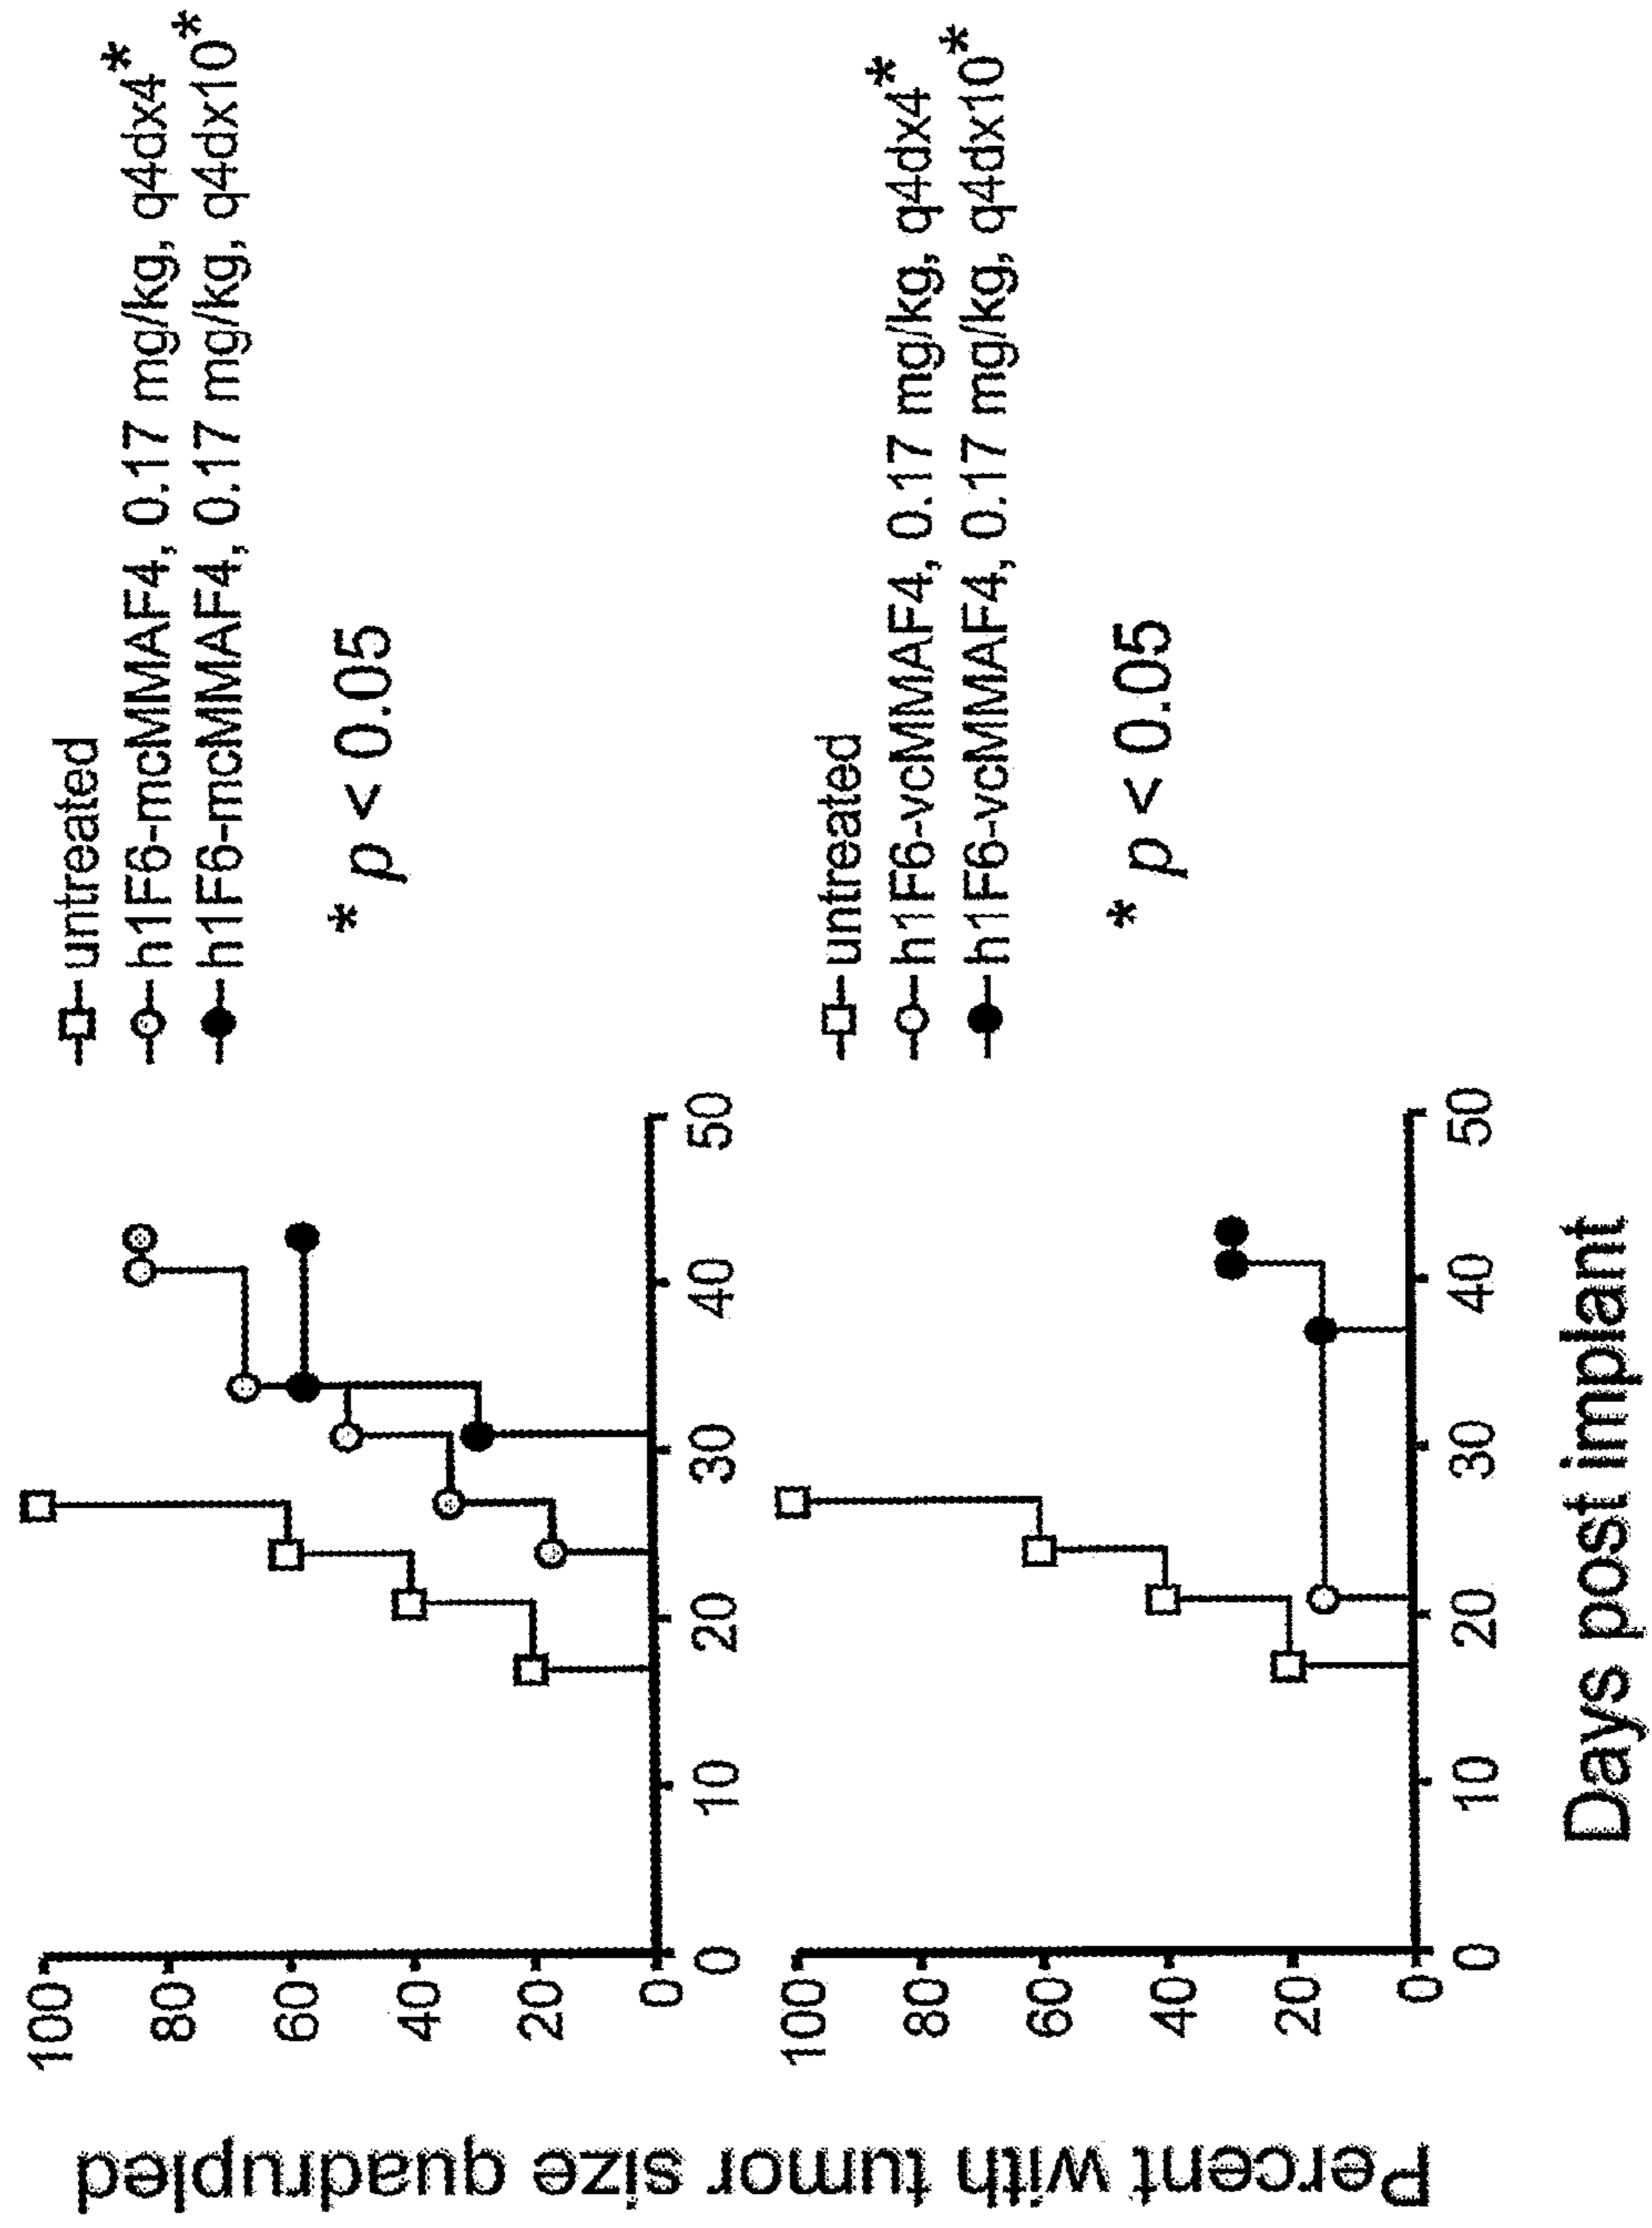 Percent with tumor size quadrupled
100
80
60
40
20
0
0 10 20 30 40 50
untreated
h1F6-mcMMAF4, 0.17 mg/kg, q4dx4*
h1F6-mcMMAF4, 0.17 mg/kg, q4dx10*
* p < 0.05
100
80
60
40
20
0
0 10 20 30 40 50
untreated
h1F6-vcMMAF4, 0.17 mg/kg, q4dx4*
h1F6-vcMMAF4, 0.17 mg/kg, q4dx10*
* p < 0.05
Days post implant